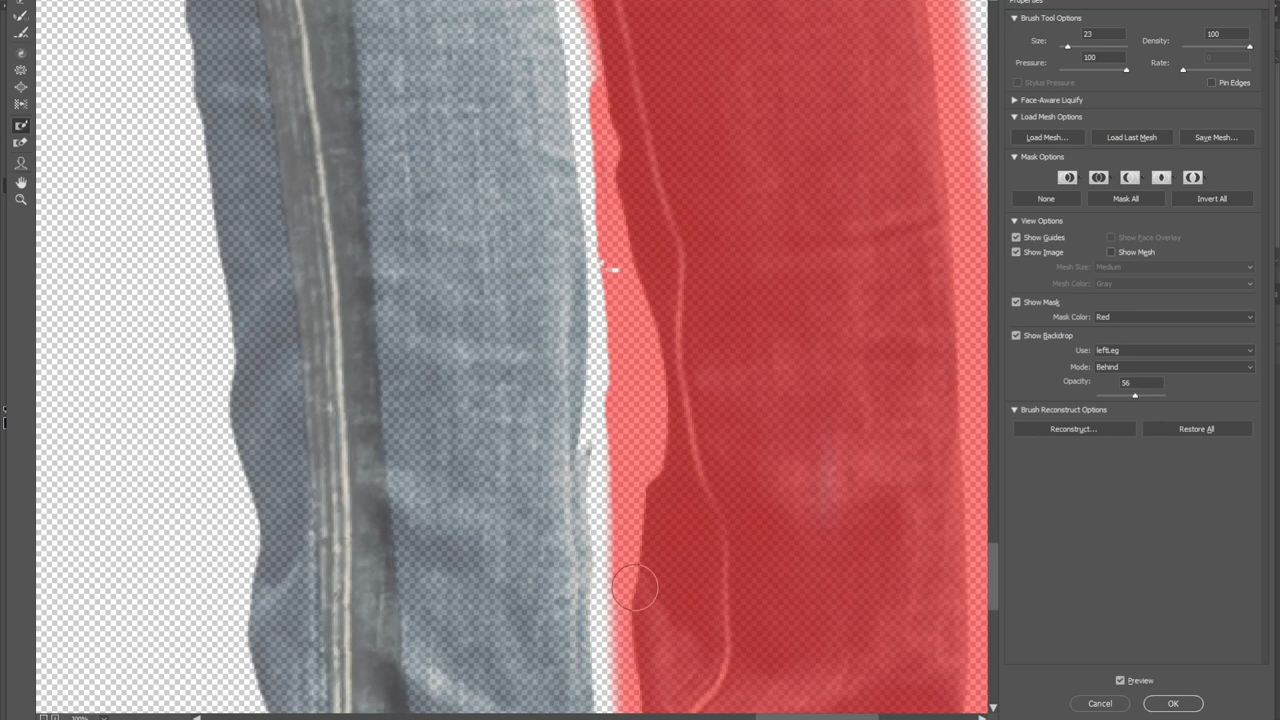 Properties
Brush Tool Options
Size: 23 Density: 100
Pressure: 100 Rate: 0
Stylus Pressure Pin Edges
Face-Aware Liquify
Load Mesh Options
Load Mesh... Load Last Mesh Save Mesh...
Mask Options
None Mask All Invert All
View Options
Show Guides Show Face Overlay
Show Image Show Mesh
Mesh Size: Medium
Mesh Color: Gray
Show Mask
Mask Color: Red
Show Backdrop
Use: leftLeg
Mode: Behind
Opacity: 56
Brush Reconstruct Options
Reconstruct... Restore All
Preview
Cancel OK
100%